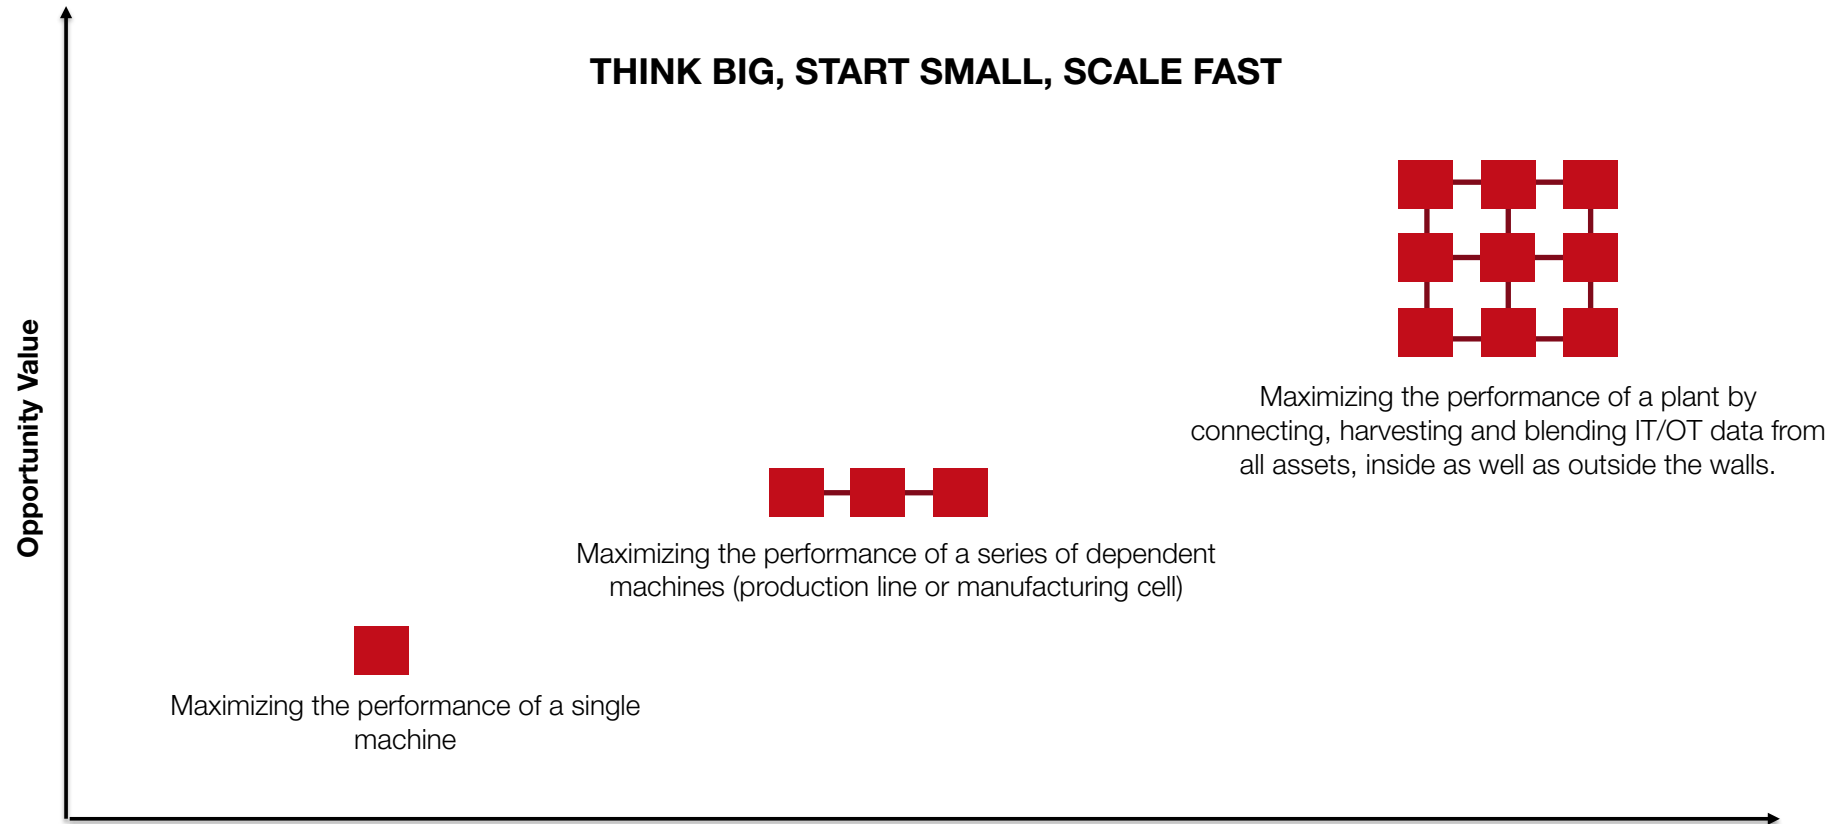 THINK BIG, START SMALL, SCALE FAST
Opportunity Value
Maximizing the performance of a plant by
connecting, harvesting and blending IT/OT data from
all assets, inside as well as outside the walls.
Maximizing the performance of a series of dependent
machines (production line or manufacturing cell)
Maximizing the performance of a single
machine